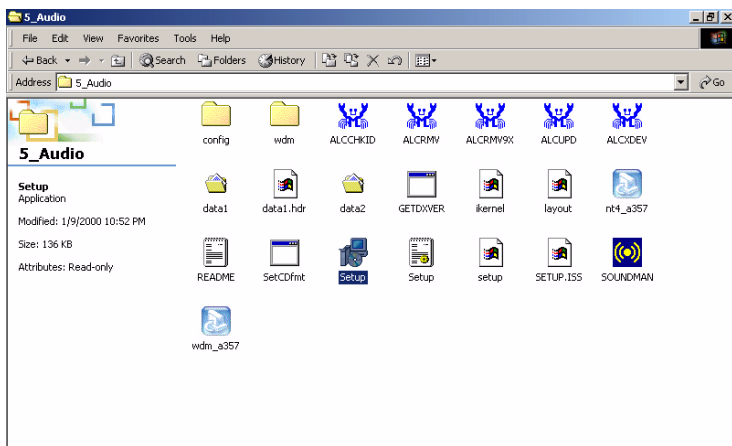 5_Audio
File Edit View Favorites Tools Help
Back Search Folders History
Address 5_Audio Go
5_Audio
Setup
Application
Modified: 1/9/2000 10:52 PM
Size: 136 KB
Attributes: Read-only
config wdm ALCCHKID ALCRMV ALCRMV9X ALCUPD ALCXDEV
data1 data1.hdr data2 GETDXVER ikernel layout nt4_a357
README SetCDfmt Setup Setup setup SETUP.ISS SOUNDMAN
wdm_a357